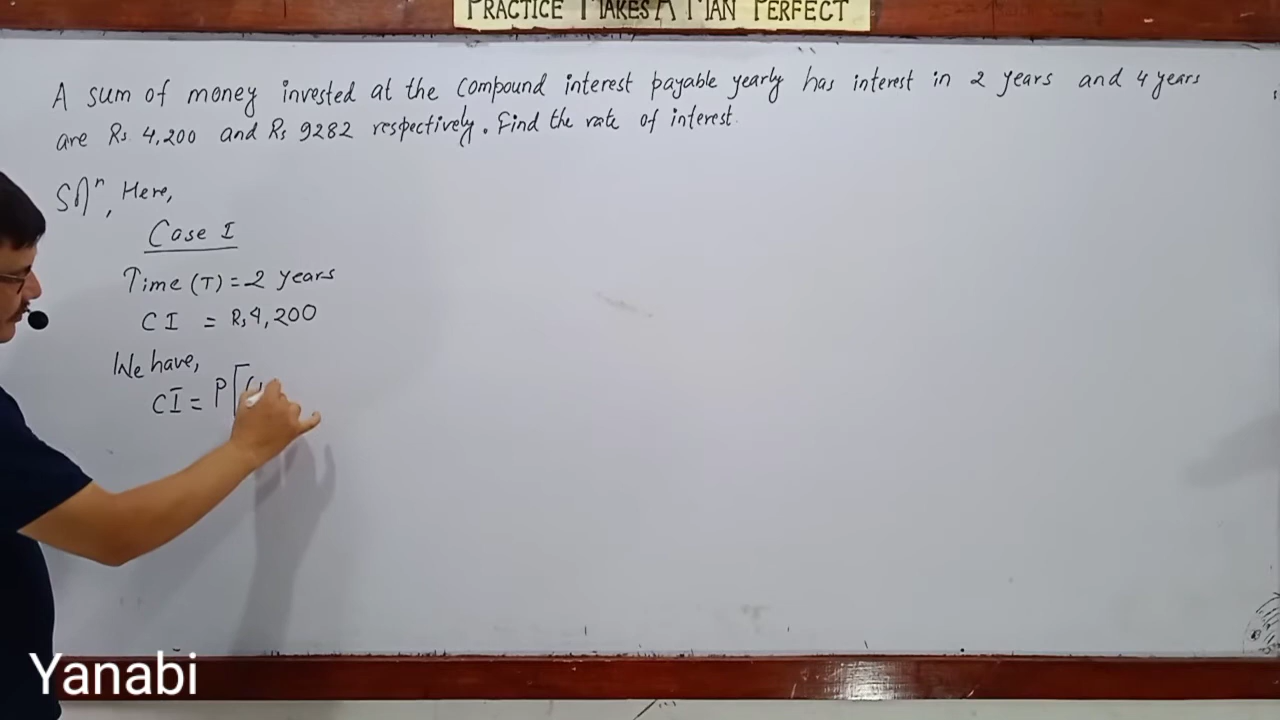 PRACTICE MAKES A MAN PERFECT
A sum of money invested at the compound interest payable yearly has interest in 2 years and 4 years
are Rs. 4,200 and Rs 9282 respectively. Find the rate of interest.
Solⁿ, Here,
Case I
Time (T) = 2 years
CI = Rs 4,200
We have,
CI = P[(
Yanabi